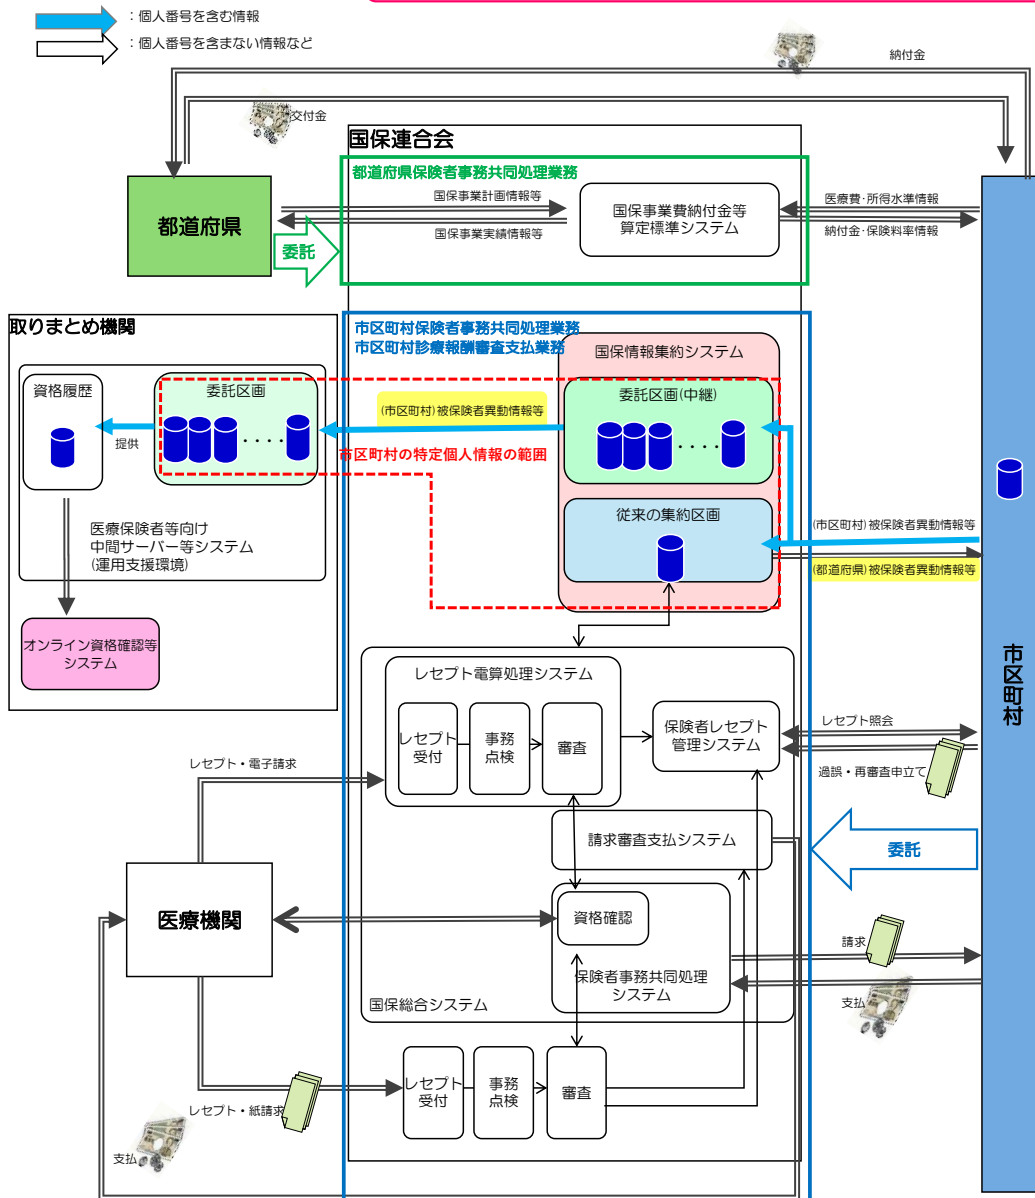 ：個人番号を含む情報
：個人番号を含まない情報など
納付金
交付金
国保連合会
都道府県保険者事務共同処理業務
都道府県
委託
国保事業計画情報等
国保事業実績情報等
国保事業費納付金等
算定標準システム
医療費・所得水準情報
納付金・保険料率情報
取りまとめ機関
市区町村保険者事務共同処理業務
市区町村診療報酬審査支払業務
国保情報集約システム
資格履歴
委託区画
・・・・
提供
(市区町村)被保険者異動情報等
委託区画(中継)
・・・・
市区町村の特定個人情報の範囲
従来の集約区画
(市区町村)被保険者異動情報等
(都道府県)被保険者異動情報等
医療保険者等向け
中間サーバー等システム
(運用支援環境)
オンライン資格確認等
システム
市区町村
レセプト電算処理システム
レセプト
受付
事務
点検
審査
保険者レセプト
管理システム
レセプト照会
過誤・再審査申立て
レセプト・電子請求
請求審査支払システム
委託
医療機関
資格確認
保険者事務共同処理
システム
国保総合システム
請求
支払
レセプト
受付
事務
点検
審査
レセプト・紙請求
支払